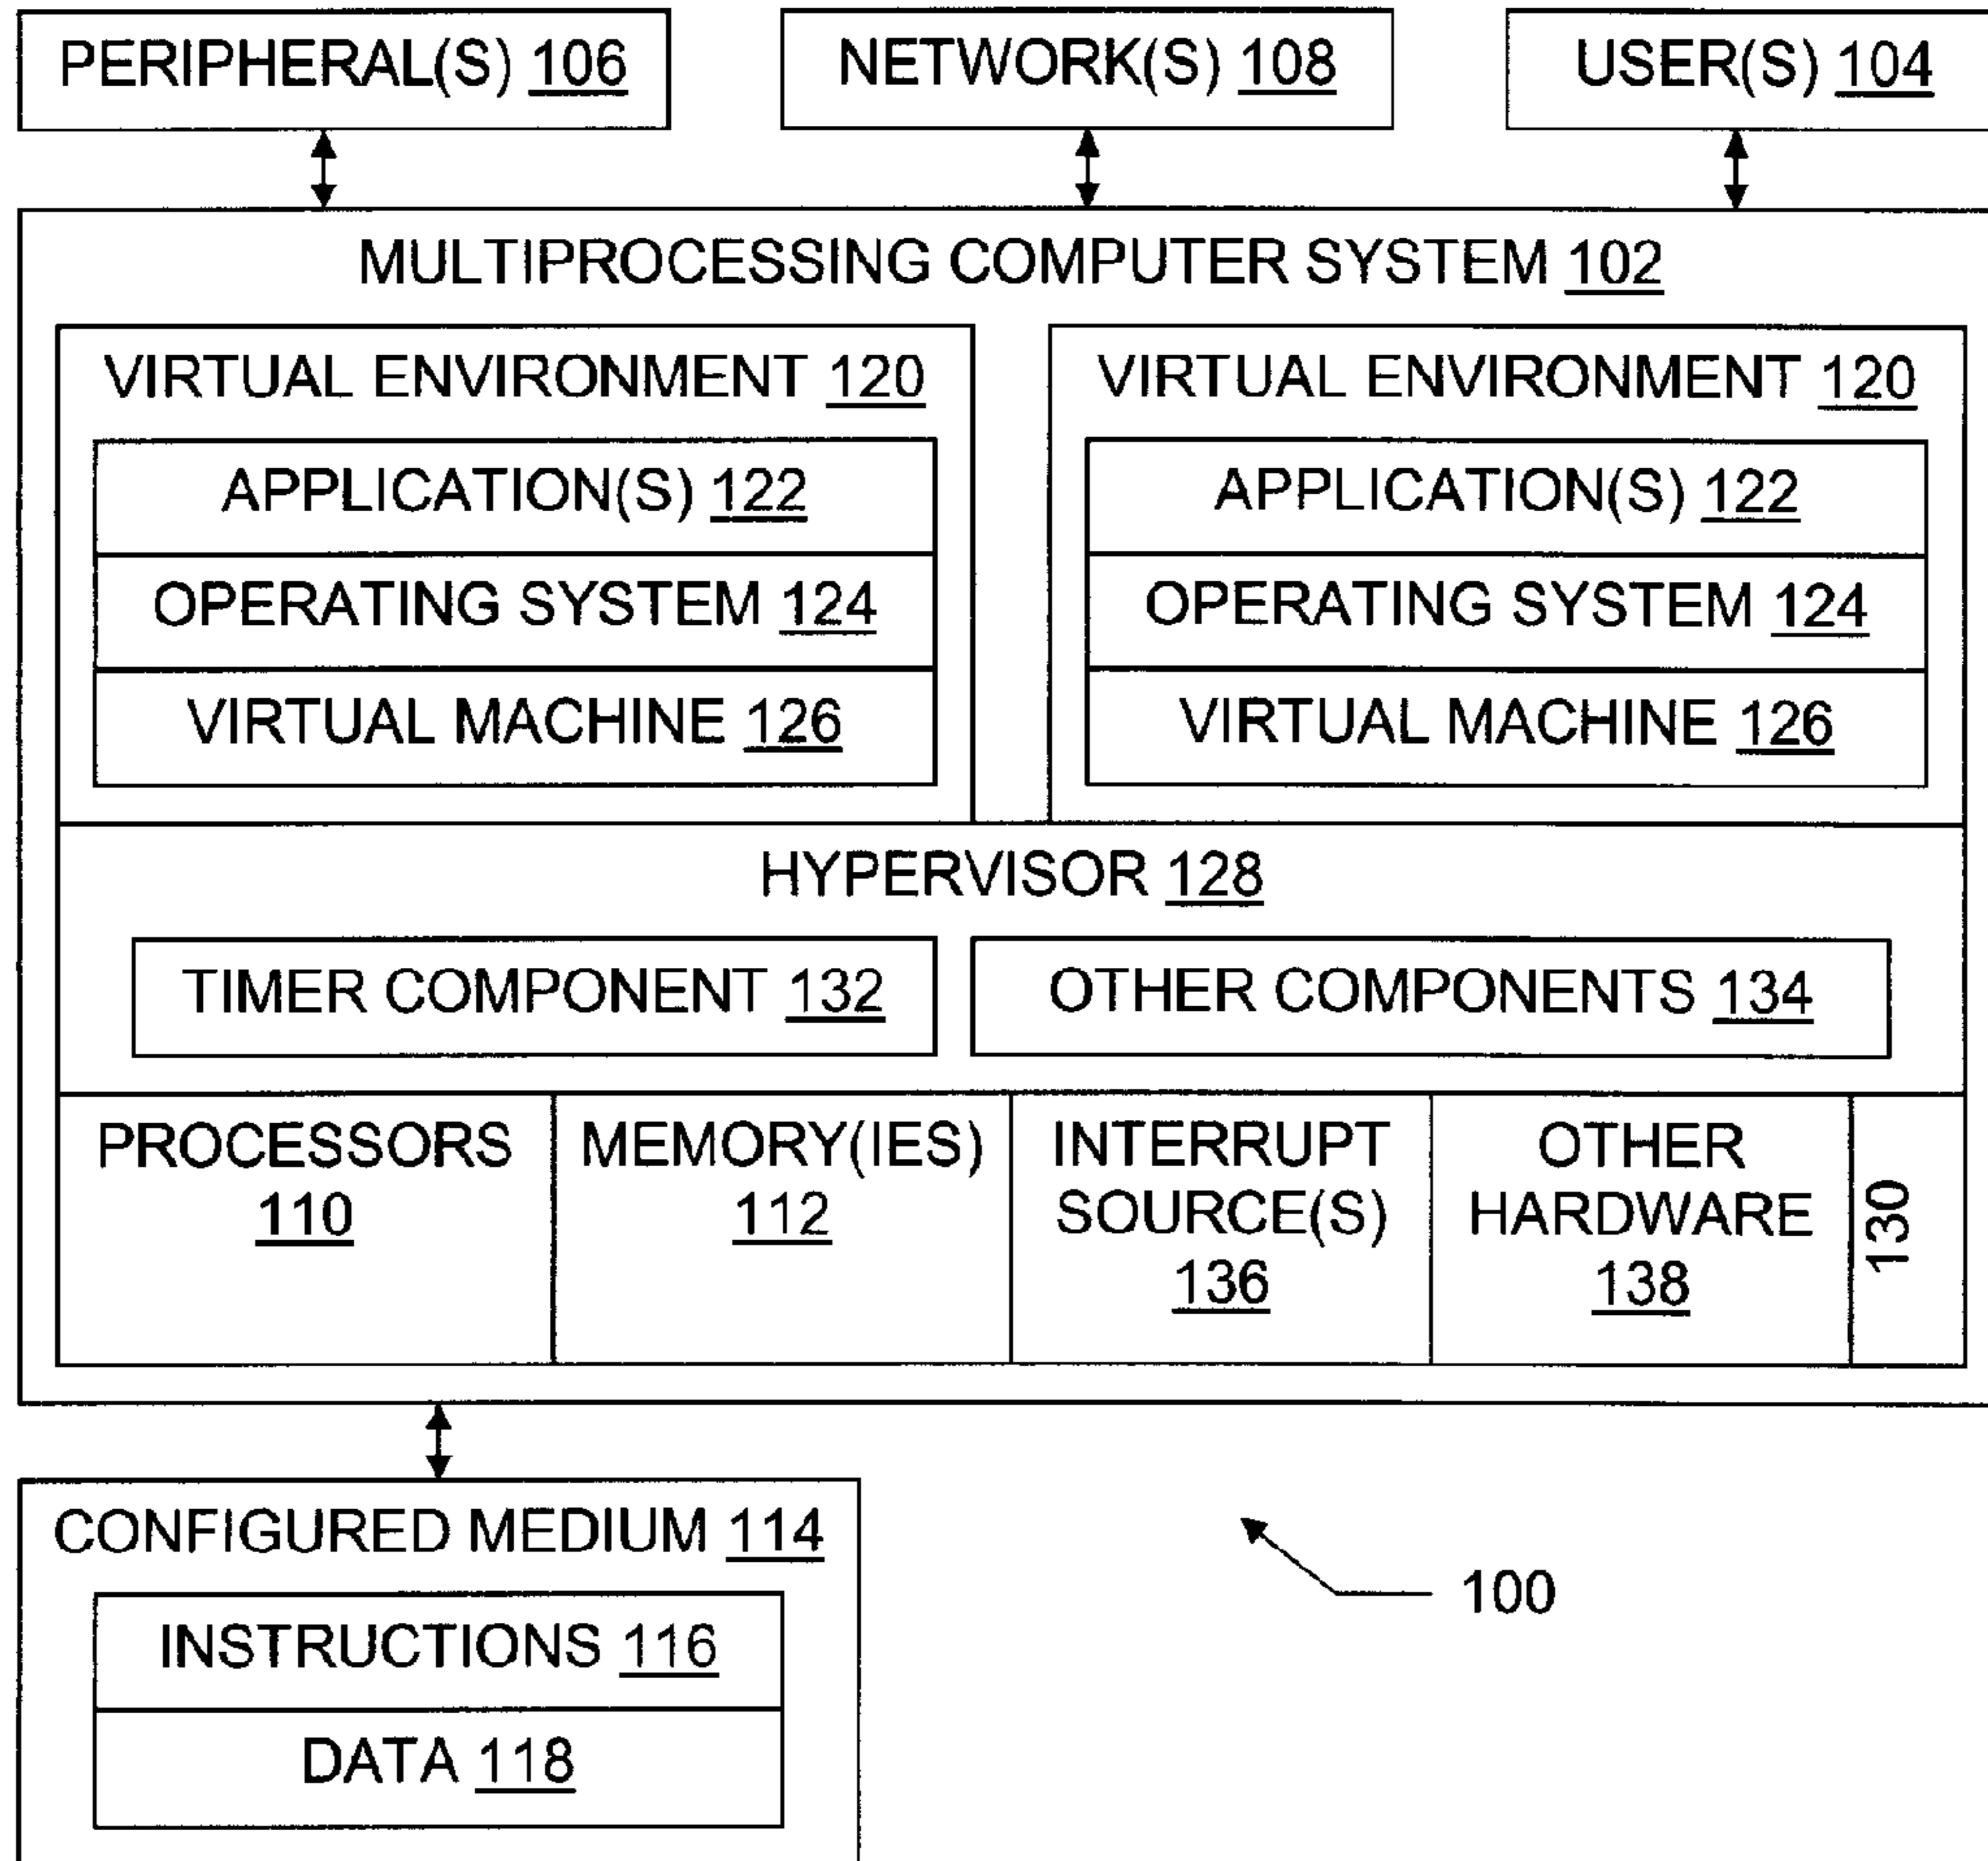 PERIPHERAL(S) 106
NETWORK(S) 108
USER(S) 104
MULTIPROCESSING COMPUTER SYSTEM 102
VIRTUAL ENVIRONMENT 120
APPLICATION(S) 122
OPERATING SYSTEM 124
VIRTUAL MACHINE 126
VIRTUAL ENVIRONMENT 120
APPLICATION(S) 122
OPERATING SYSTEM 124
VIRTUAL MACHINE 126
HYPERVISOR 128
TIMER COMPONENT 132
OTHER COMPONENTS 134
PROCESSORS
110
MEMORY(IES)
112
INTERRUPT
SOURCE(S)
136
OTHER
HARDWARE
138
130
CONFIGURED MEDIUM 114
INSTRUCTIONS 116
DATA 118
100